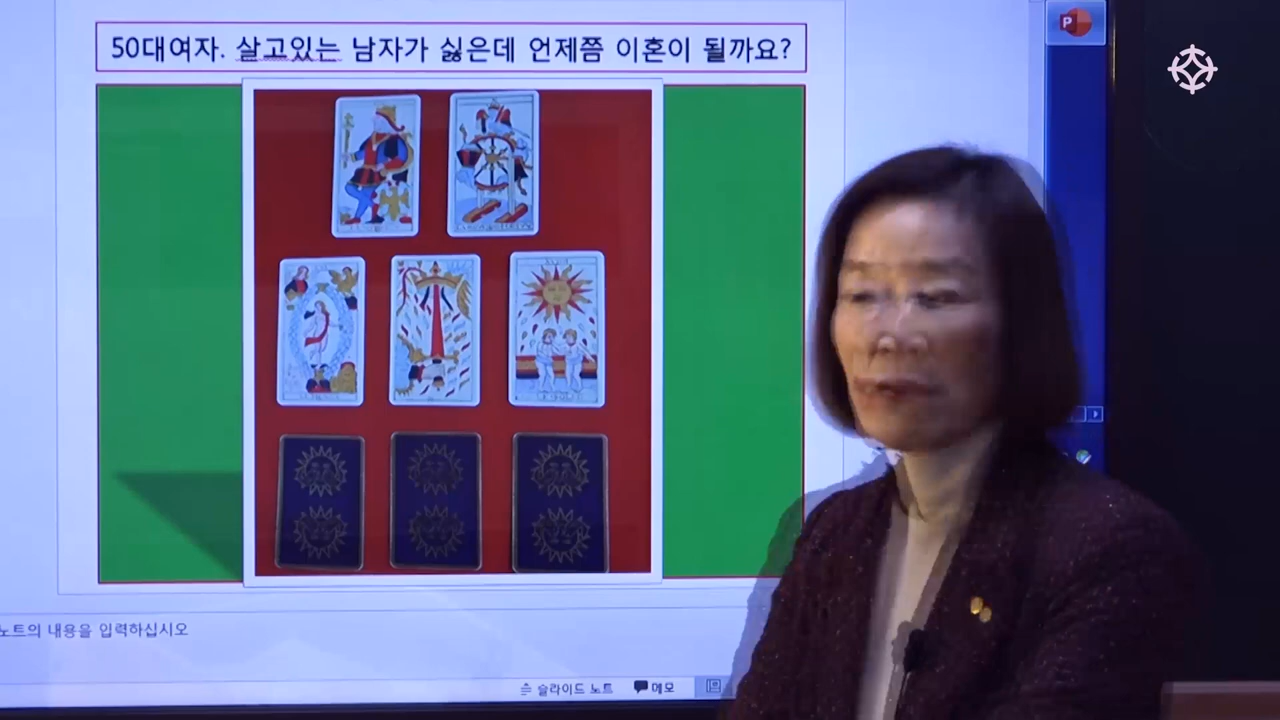 50대여자. 살고있는 남자가 싫은데 언제쯤 이혼이 될까요?
노트의 내용을 입력하십시오
슬라이드 노트
메모